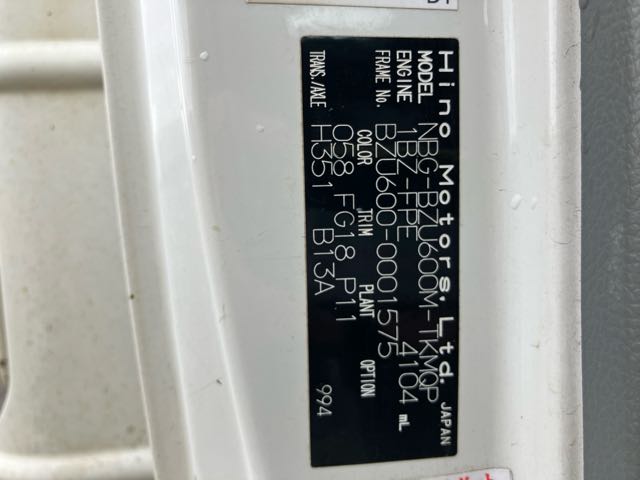 Hino Motors, Ltd. JAPAN
MODEL NBG-BZU600M-TKMQP
ENGINE 1BZ-FPE 4104 mL
FRAME No. BZU600-0001575
COLOR TRIM PLANT OPTION
058 FG18 P11
TRANS./AXLE H351 B13A 994